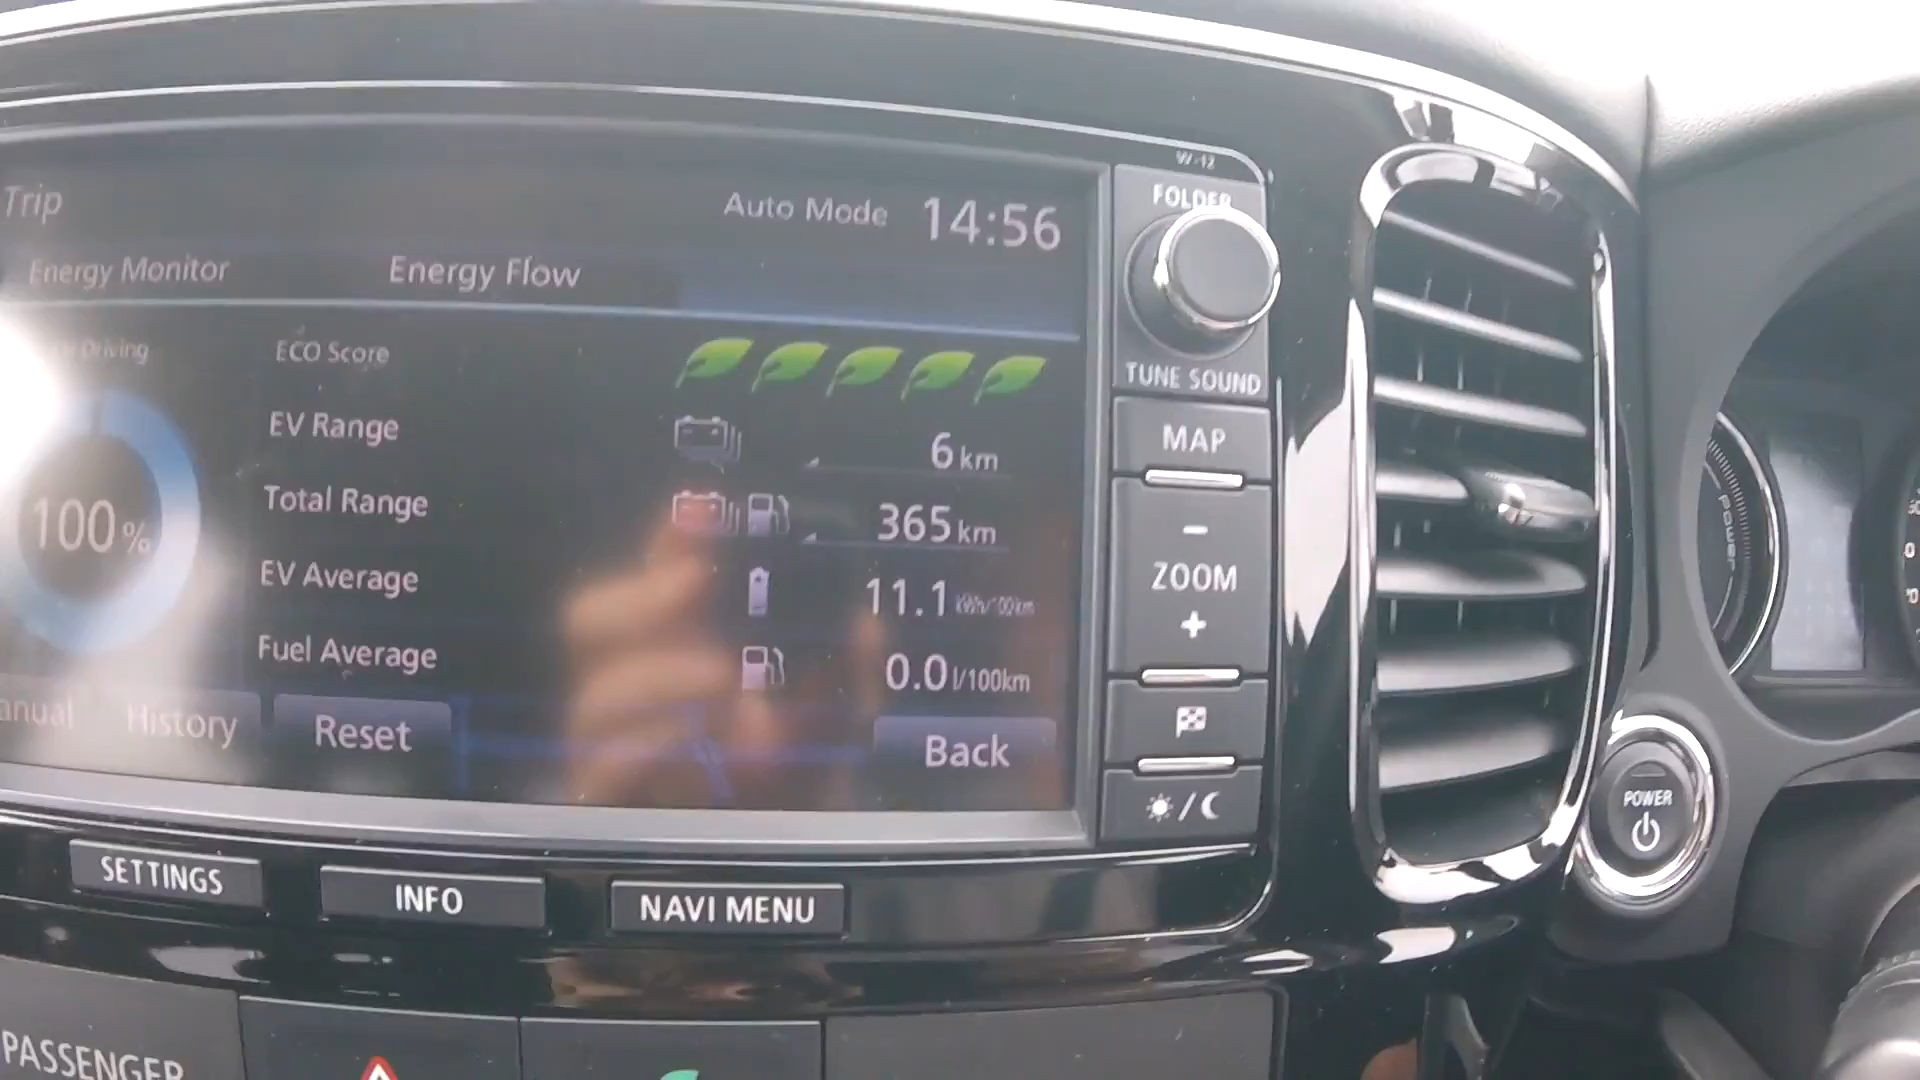 W-12
Trip
Auto Mode 14:56
FOLDER
Energy Monitor Energy Flow
Driving
ECO Score
TUNE SOUND
EV Range 6 km
MAP
100%
Total Range 365 km
-
ZOOM
+
EV Average 11.1 kWh/100km
Fuel Average 0.0 l/100km
History Reset Back
SETTINGS
INFO
NAVI MENU
POWER
Power
PASSENGER